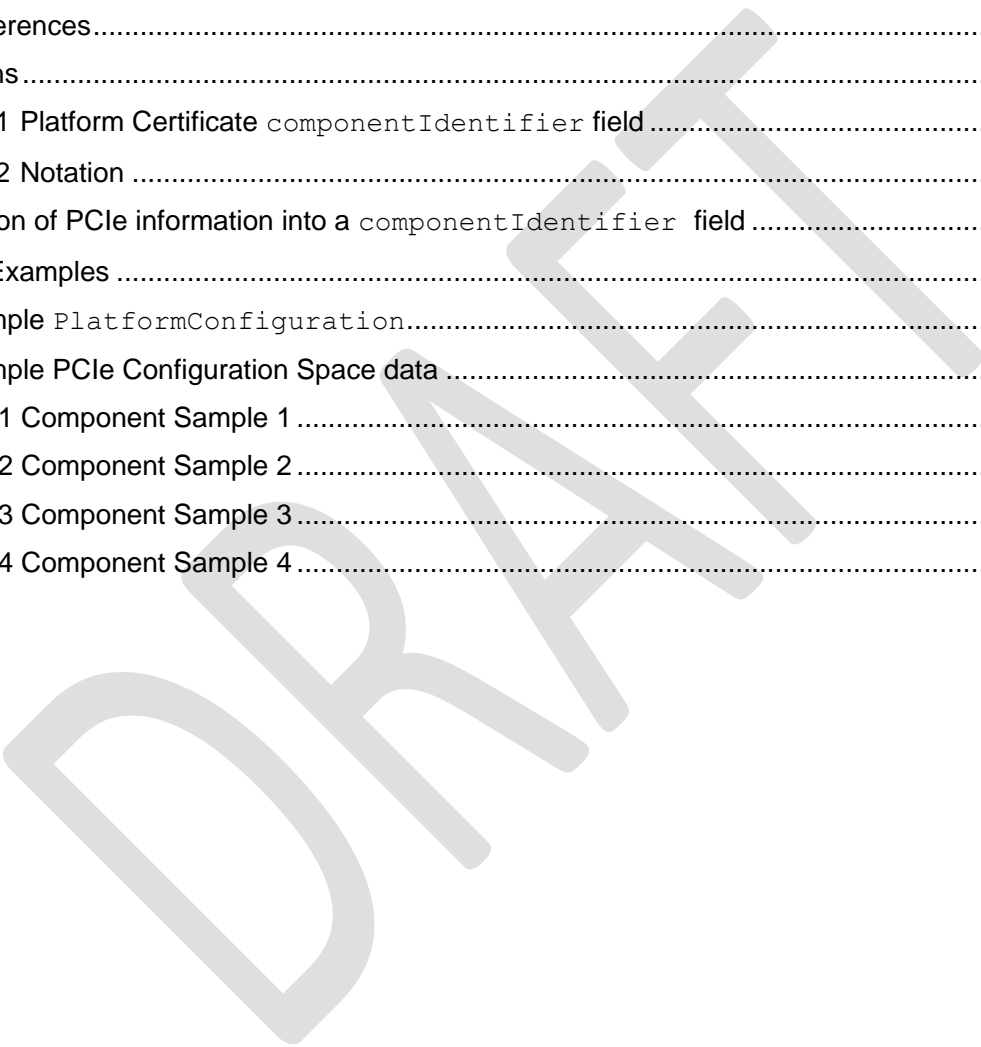 erences
ns
1 Platform Certificate componentIdentifier field
2 Notation
on of PCIe information into a componentIdentifier field
Examples
nple PlatformConfiguration
nple PCIe Configuration Space data
1 Component Sample 1
2 Component Sample 2
3 Component Sample 3
4 Component Sample 4
DRAFT